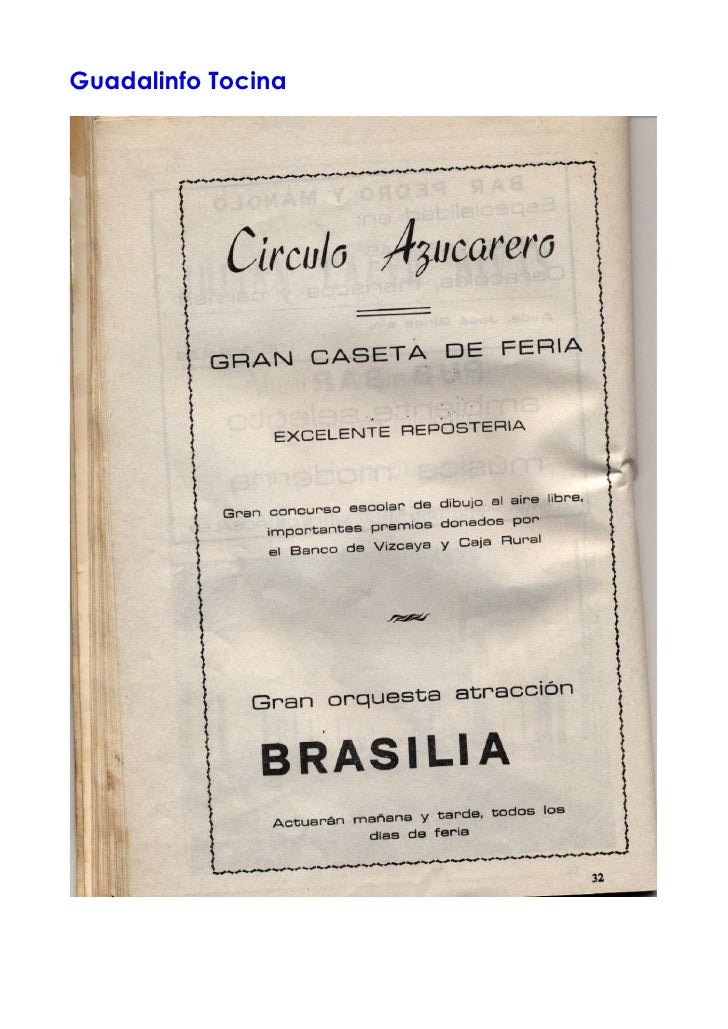 Guadalinfo Tocina
Circulo Azucarero
GRAN CASETA DE FERIA
EXCELENTE REPOSTERIA
Gran concurso escolar de dibujo al aire libre,
importantes premios donados por
el Banco de Vizcaya y Caja Rural
Gran orquesta atracción
BRASILIA
Actuarán mañana y tarde, todos los
dias de feria
32